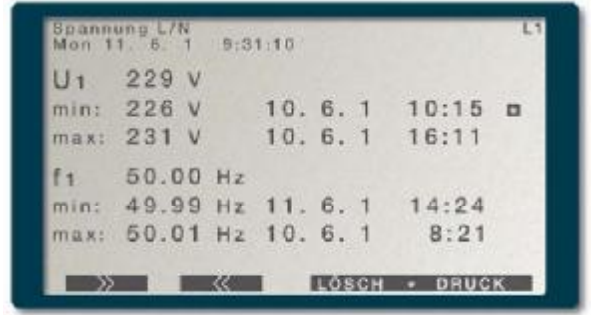 Spannung L/N L1
Mon 11. 6. 1 9:31:10
U1 229 V
min: 226 V 10. 6. 1 10:15
max: 231 V 10. 6. 1 16:11
f1 50.00 Hz
min: 49.99 Hz 11. 6. 1 14:24
max: 50.01 Hz 10. 6. 1 8:21
>> << LÖSCH • DRUCK